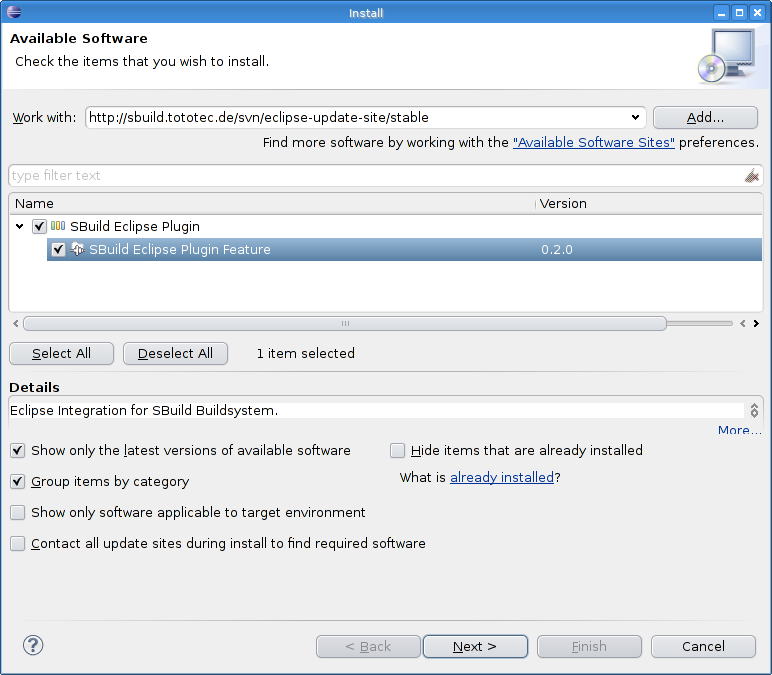 Install
Available Software
Check the items that you wish to install.
Work with: http://sbuild.tototec.de/svn/eclipse-update-site/stable Add...
Find more software by working with the "Available Software Sites" preferences.
type filter text
Name Version
SBuild Eclipse Plugin
SBuild Eclipse Plugin Feature 0.2.0
Select All Deselect All 1 item selected
Details
Eclipse Integration for SBuild Buildsystem.
More...
Show only the latest versions of available software Hide items that are already installed
Group items by category What is already installed?
Show only software applicable to target environment
Contact all update sites during install to find required software
? < Back Next > Finish Cancel